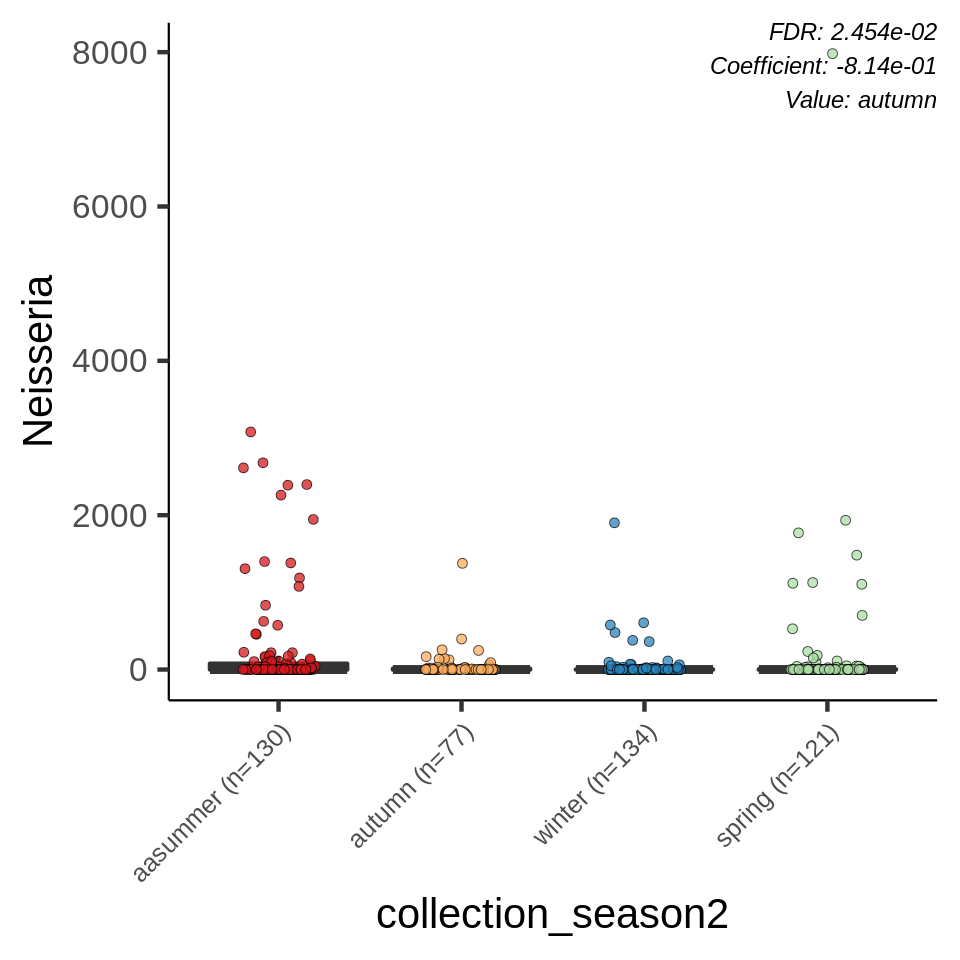 FDR: 2.454e-02
Coefficient: -8.14e-01
Value: autumn
8000
6000
4000
2000
0
Neisseria
aasummer (n=130)
autumn (n=77)
winter (n=134)
spring (n=121)
collection_season2